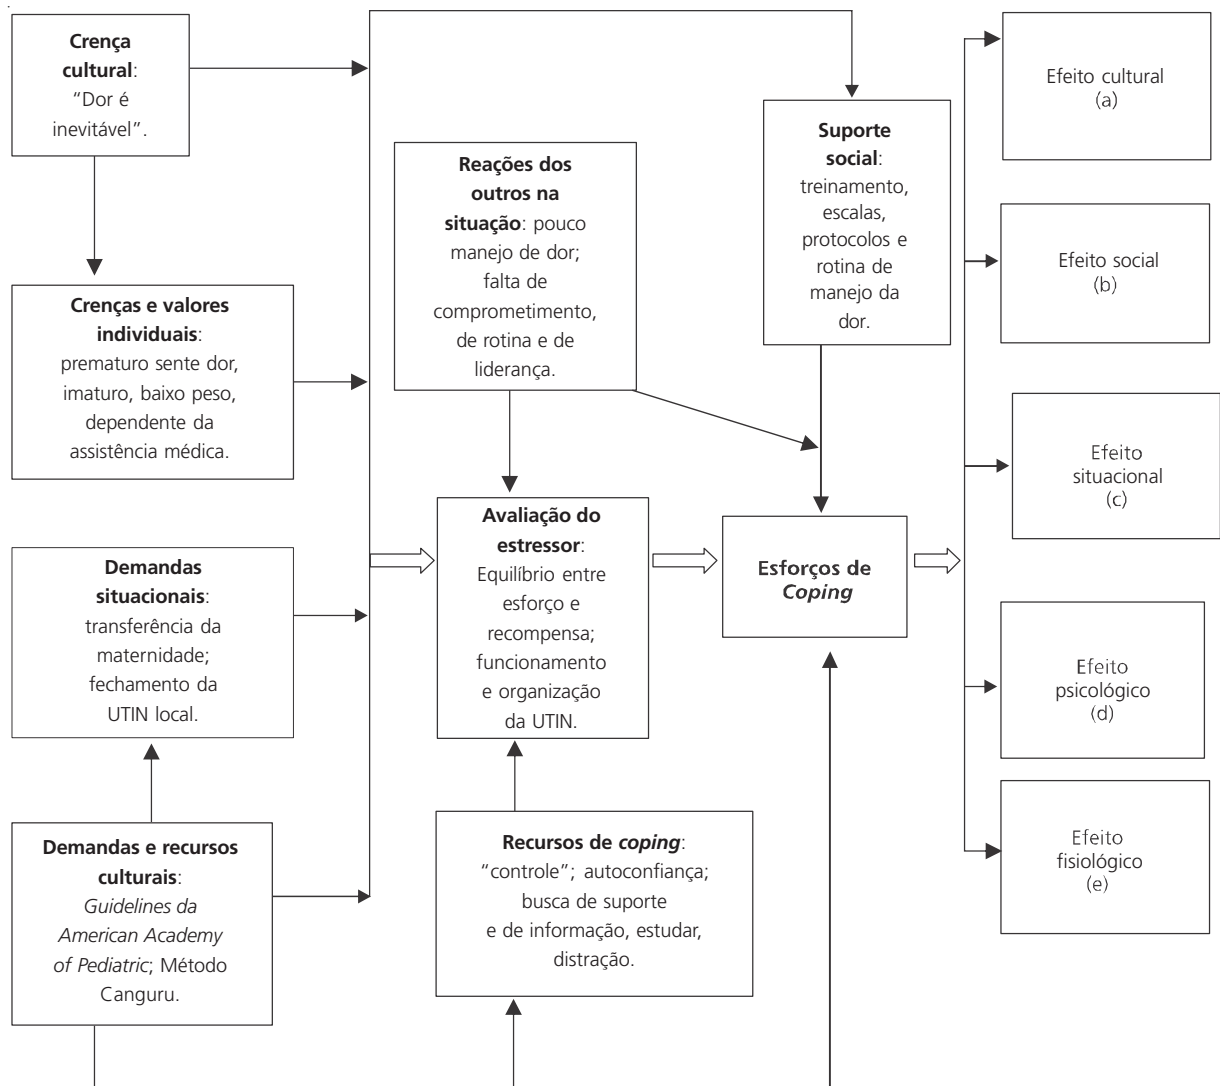 Crença
cultural:
“Dor é
inevitável”.
Crenças e valores
individuais:
prematuro sente dor,
imaturo, baixo peso,
dependente da
assistência médica.
Demandas
situacionais:
transferência da
maternidade;
fechamento da
UTIN local.
Demandas e recursos
culturais:
Guidelines da
American Academy
of Pediatric; Método
Canguru.
Reações dos
outros na
situação: pouco
manejo de dor;
falta de
comprometimento,
de rotina e de
liderança.
Avaliação do
estressor:
Equilíbrio entre
esforço e
recompensa;
funcionamento
e organização
da UTIN.
Recursos de coping:
“controle”; autoconfiança;
busca de suporte
e de informação, estudar,
distração.
Suporte
social:
treinamento,
escalas,
protocolos e
rotina de
manejo da
dor.
Esforços de
Coping
Efeito cultural
(a)
Efeito social
(b)
Efeito
situacional
(c)
Efeito
psicológico
(d)
Efeito
fisiológico
(e)